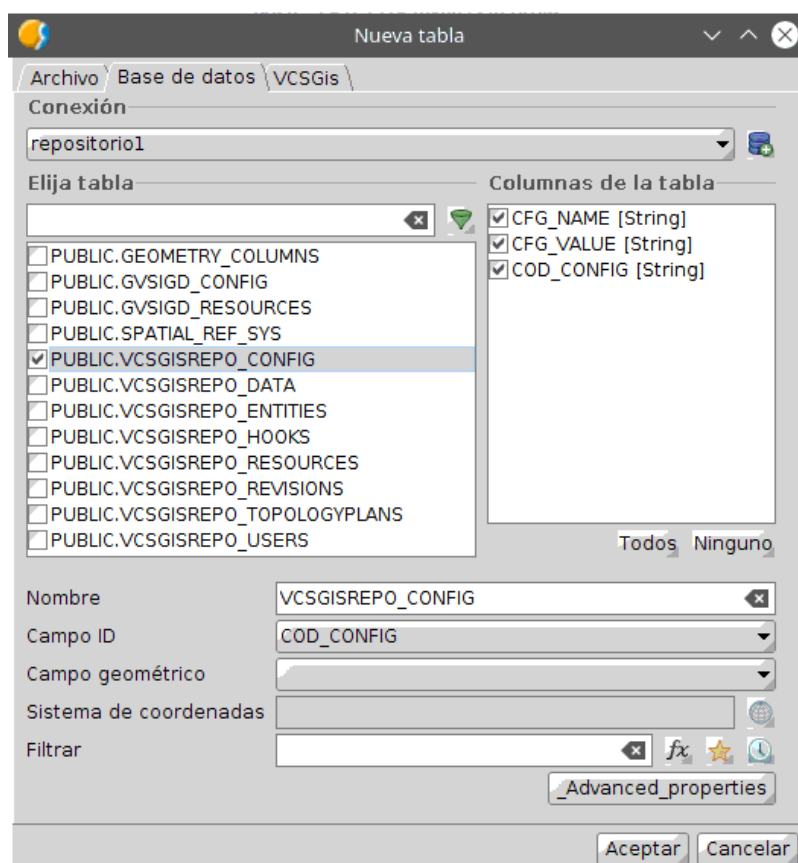 Nueva tabla
Archivo Base de datos VCSGis
Conexión
repositorio1
Elija tabla
PUBLIC.GEOMETRY_COLUMNS
PUBLIC.GVSIGD_CONFIG
PUBLIC.GVSIGD_RESOURCES
PUBLIC.SPATIAL_REF_SYS
PUBLIC.VCSGISREPO_CONFIG
PUBLIC.VCSGISREPO_DATA
PUBLIC.VCSGISREPO_ENTITIES
PUBLIC.VCSGISREPO_HOOKS
PUBLIC.VCSGISREPO_RESOURCES
PUBLIC.VCSGISREPO_REVISIONS
PUBLIC.VCSGISREPO_TOPOLOGYPLANS
PUBLIC.VCSGISREPO_USERS
Columnas de la tabla
CFG_NAME [String]
CFG_VALUE [String]
COD_CONFIG [String]
Todos Ninguno
Nombre VCSGISREPO_CONFIG
Campo ID COD_CONFIG
Campo geométrico
Sistema de coordenadas
Filtrar fx
_Advanced_properties
Aceptar Cancelar